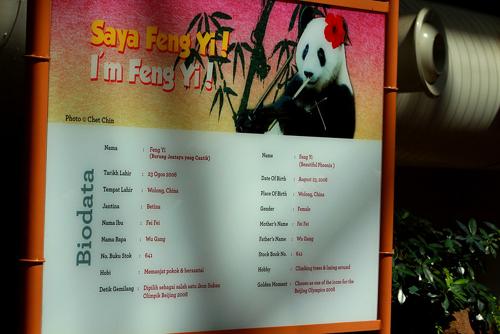 Saya Feng Yi !
I'm Feng Yi !
Photo © Chet Chin
Biodata
Nama : Feng Yi
(Burung Jentayu yang Cantik)
Tarikh Lahir : 23 Ogos 2006
Tempat Lahir : Wolong, China
Jantina : Betina
Nama Ibu : Fei Fei
Nama Bapa : Wu Gang
No. Buku Stok : 641
Hobi : Memanjat pokok & bersantai
Detik Gemilang : Dipilih sebagai salah satu ikon Sukan
Olimpik Beijing 2008
Name : Feng Yi
(Beautiful Phoenix )
Date Of Birth : August 23, 2006
Place Of Birth : Wolong, China
Gender : Female
Mother's Name : Fei Fei
Father's Name : Wu Gang
Stock Book No. : 641
Hobby : Climbing trees & lazing around
Golden Moment : Chosen as one of the icons for the
Beijing Olympics 2008